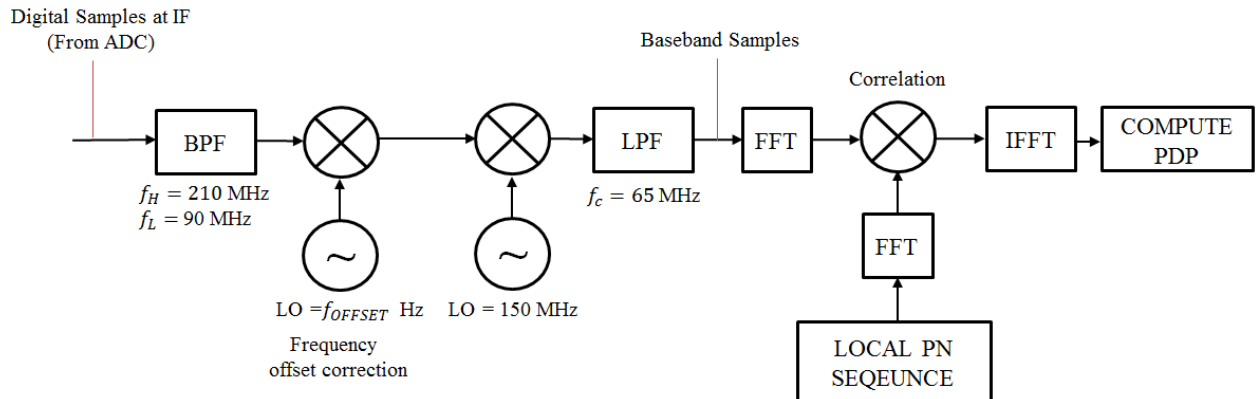 Digital Samples at IF
(From ADC)
Baseband Samples
Correlation
BPF
LPF
FFT
IFFT
COMPUTE
PDP
f_H = 210 MHz
f_L = 90 MHz
f_c = 65 MHz
~
~
FFT
LO =f_OFFSET Hz
LO = 150 MHz
Frequency
offset correction
LOCAL PN
SEQEUNCE